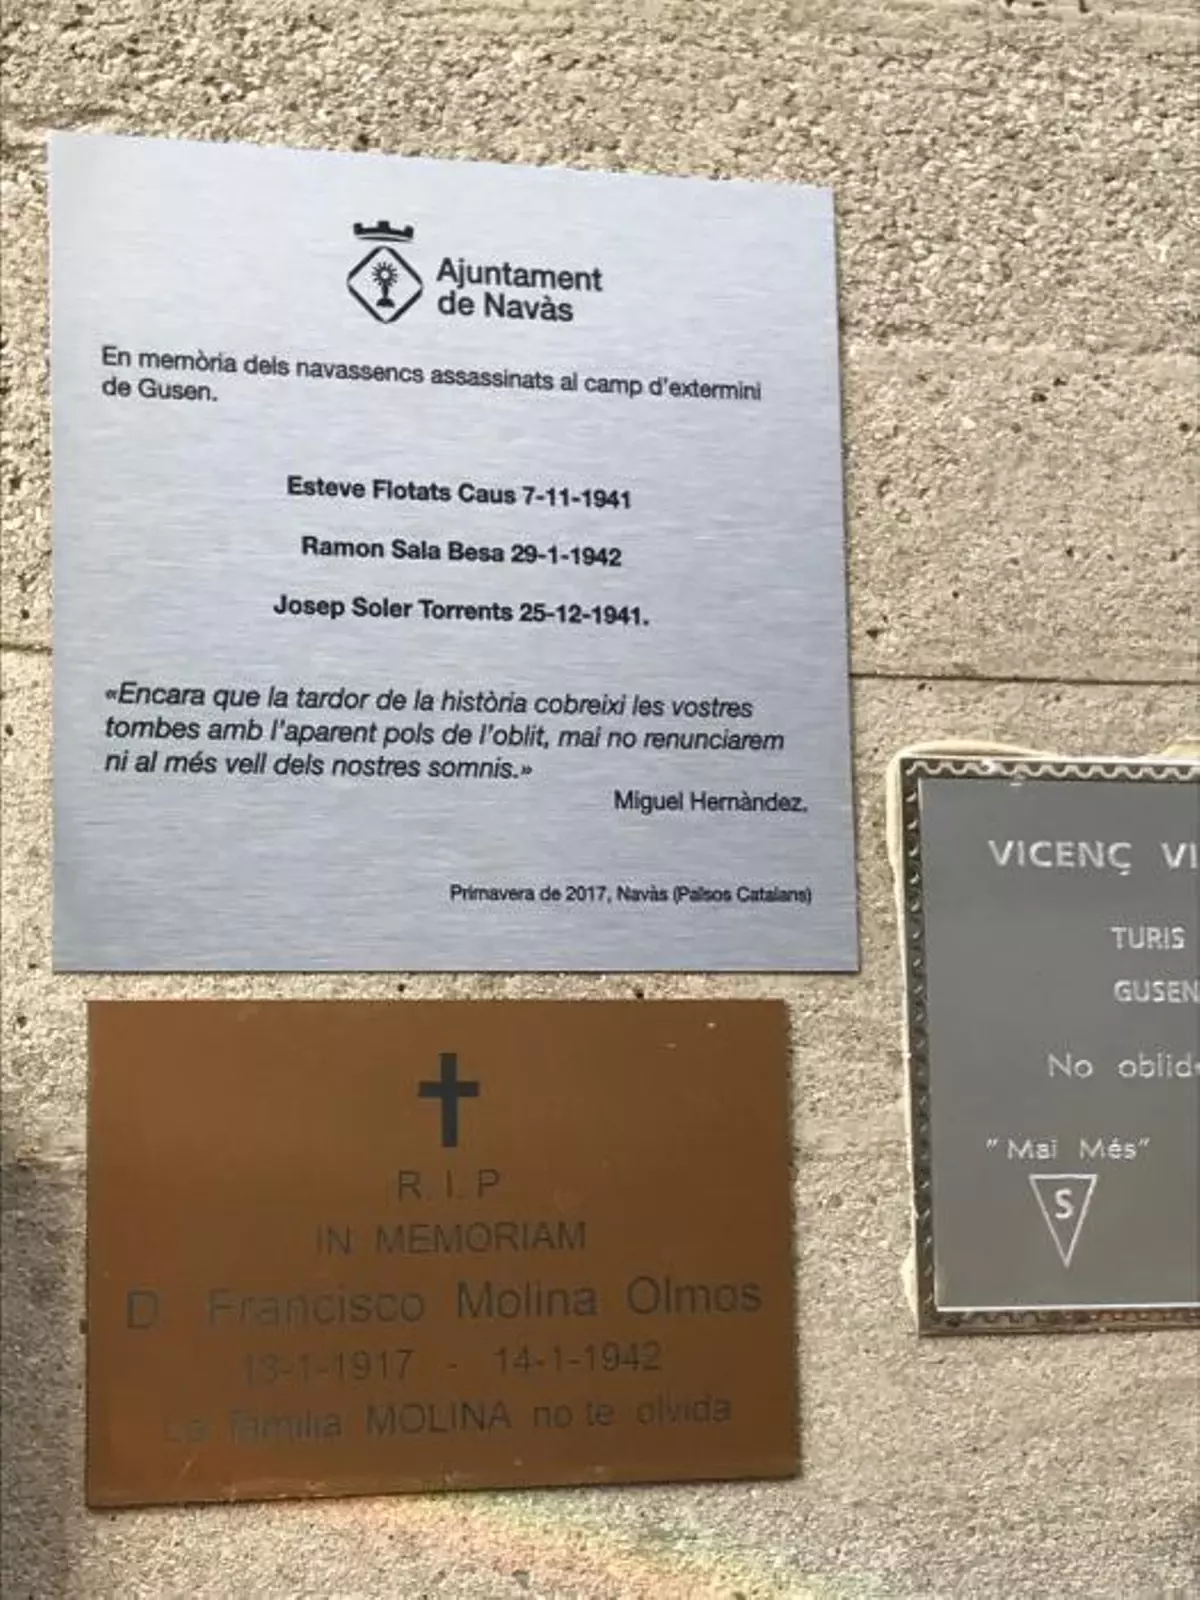 Ajuntament
de Navàs
En memòria dels navassencs assassinats al camp d'extermini
de Gusen.
Esteve Flotats Caus 7-11-1941
Ramon Sala Besa 29-1-1942
Josep Soler Torrents 25-12-1941.
«Encara que la tardor de la història cobreixi les vostres
tombes amb l'aparent pols de l'oblit, mai no renunciarem
ni al més vell dels nostres somnis.»
Miguel Hernàndez.
Primavera de 2017, Navàs (Països Catalans)
R. I. P
IN MEMORIAM
D. Francisco Molina Olmos
13-1-1917 - 14-1-1942
La familia MOLINA no te olvida
VICENÇ VI
TURIS
GUSEN
No oblid
"Mai Més"
S